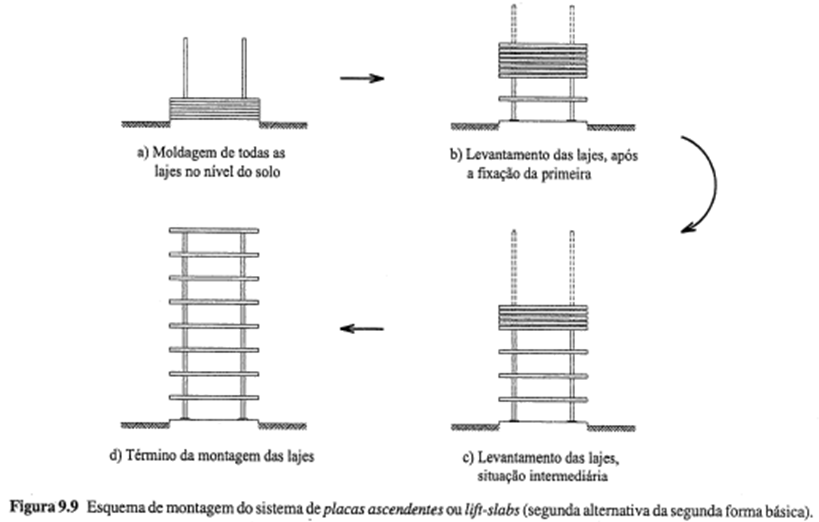 a) Moldagem de todas as
lajes no nível do solo
b) Levantamento das lajes, após
a fixação da primeira
d) Término da montagem das lajes
c) Levantamento das lajes,
situação intermediária
Figura 9.9 Esquema de montagem do sistema de placas ascendentes ou lift-slabs (segunda alternativa da segunda forma básica).